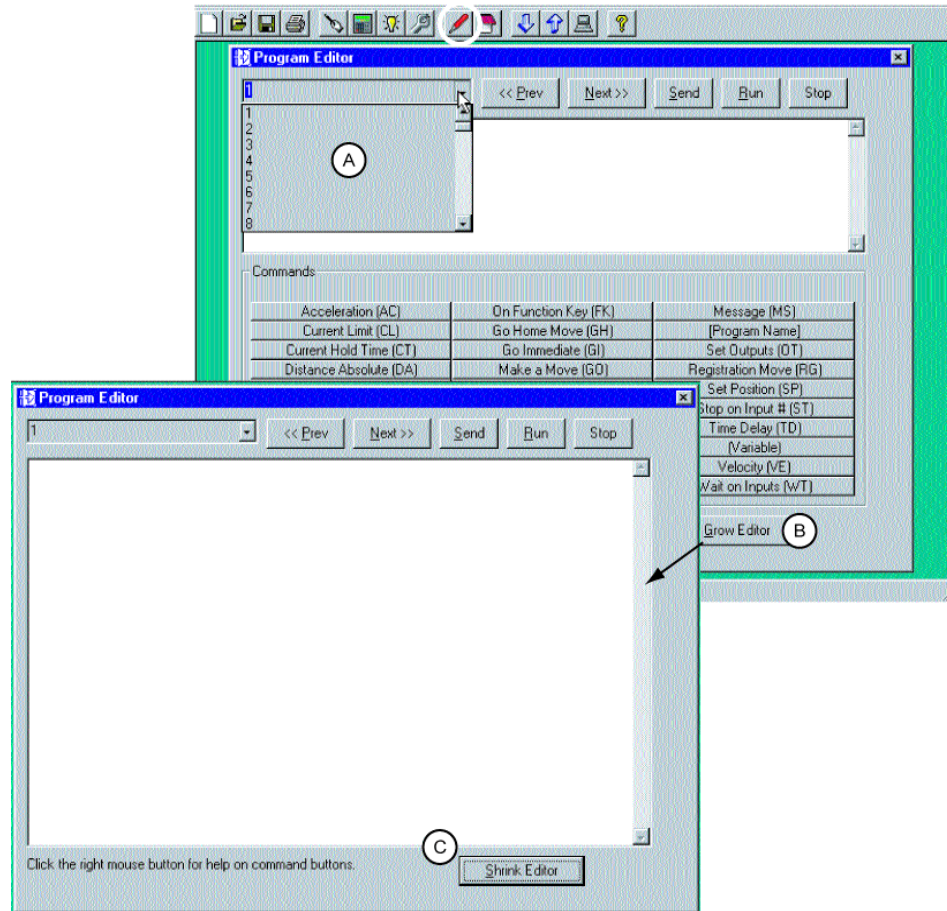 Program Editor
1
<< Prev
Next >>
Send
Run
Stop
1
2
3
4
5
6
7
8
A
Commands
Acceleration (AC)
On Function Key (FK)
Message (MS)
Current Limit (CL)
Go Home Move (GH)
[Program Name]
Current Hold Time (CT)
Go Immediate (GI)
Set Outputs (OT)
Distance Absolute (DA)
Make a Move (GO)
Registration Move (RG)
Set Position (SP)
Stop on Input # (ST)
Time Delay (TD)
(Variable)
Velocity (VE)
Wait on Inputs (WT)
Grow Editor
B
Program Editor
1
<< Prev
Next >>
Send
Run
Stop
C
Click the right mouse button for help on command buttons.
Shrink Editor